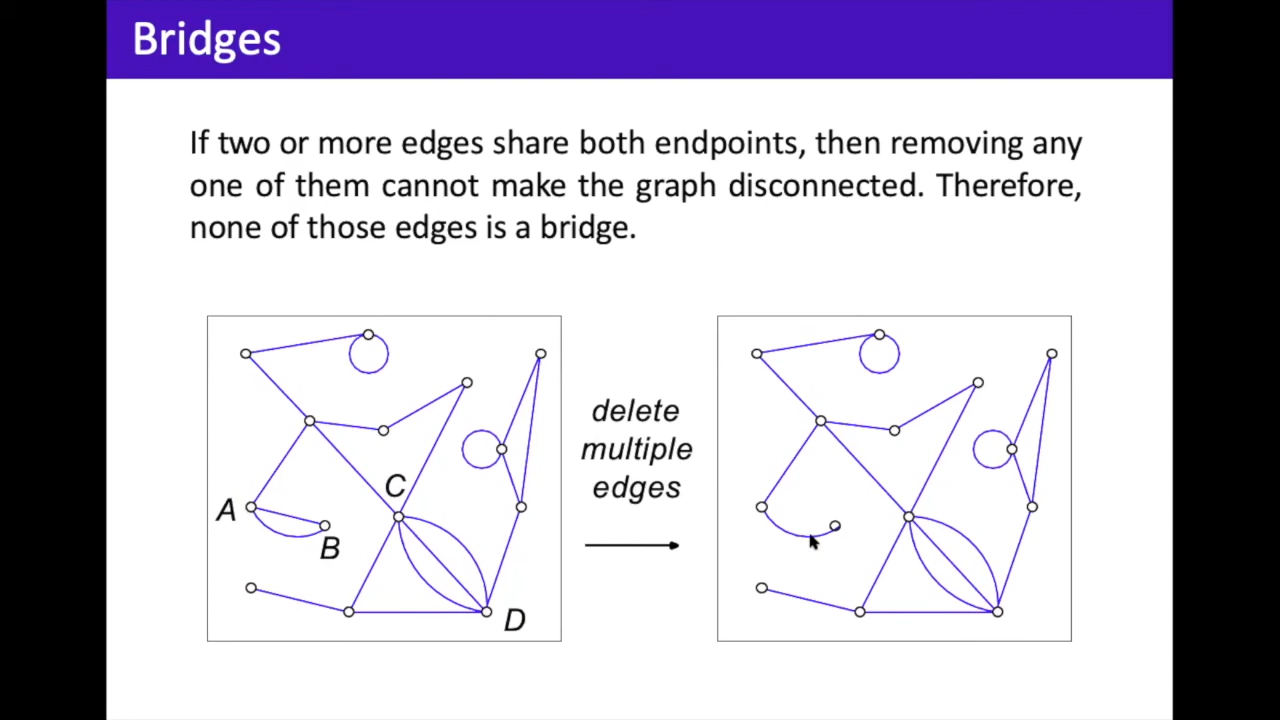 Bridges
If two or more edges share both endpoints, then removing any
one of them cannot make the graph disconnected. Therefore,
none of those edges is a bridge.
delete
multiple
edges
C
A
B
D